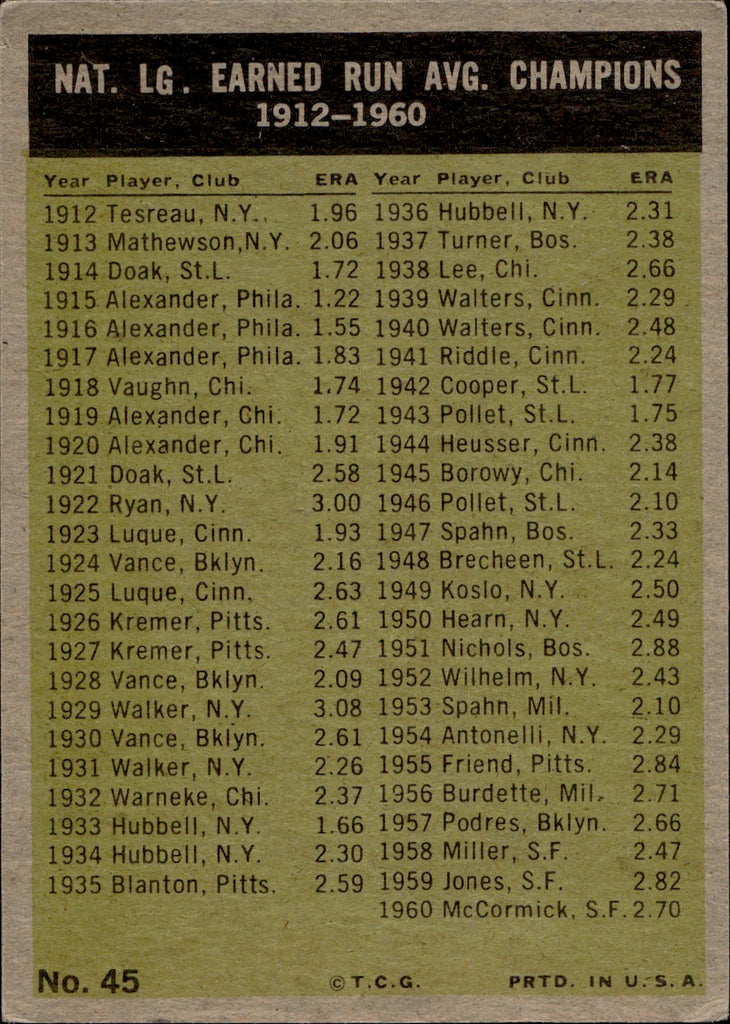 NAT. LG. EARNED RUN AVG. CHAMPIONS
1912–1960
Year Player, Club ERA
1912 Tesreau, N.Y. 1.96
1913 Mathewson, N.Y. 2.06
1914 Doak, St.L. 1.72
1915 Alexander, Phila. 1.22
1916 Alexander, Phila. 1.55
1917 Alexander, Phila. 1.83
1918 Vaughn, Chi. 1.74
1919 Alexander, Chi. 1.72
1920 Alexander, Chi. 1.91
1921 Doak, St.L. 2.58
1922 Ryan, N.Y. 3.00
1923 Luque, Cinn. 1.93
1924 Vance, Bklyn. 2.16
1925 Luque, Cinn. 2.63
1926 Kremer, Pitts. 2.61
1927 Kremer, Pitts. 2.47
1928 Vance, Bklyn. 2.09
1929 Walker, N.Y. 3.08
1930 Vance, Bklyn. 2.61
1931 Walker, N.Y. 2.26
1932 Warneke, Chi. 2.37
1933 Hubbell, N.Y. 1.66
1934 Hubbell, N.Y. 2.30
1935 Blanton, Pitts. 2.59
Year Player, Club ERA
1936 Hubbell, N.Y. 2.31
1937 Turner, Bos. 2.38
1938 Lee, Chi. 2.66
1939 Walters, Cinn. 2.29
1940 Walters, Cinn. 2.48
1941 Riddle, Cinn. 2.24
1942 Cooper, St.L. 1.77
1943 Pollet, St.L. 1.75
1944 Heusser, Cinn. 2.38
1945 Borowy, Chi. 2.14
1946 Pollet, St.L. 2.10
1947 Spahn, Bos. 2.33
1948 Brecheen, St.L. 2.24
1949 Koslo, N.Y. 2.50
1950 Hearn, N.Y. 2.49
1951 Nichols, Bos. 2.88
1952 Wilhelm, N.Y. 2.43
1953 Spahn, Mil. 2.10
1954 Antonelli, N.Y. 2.29
1955 Friend, Pitts. 2.84
1956 Burdette, Mil. 2.71
1957 Podres, Bklyn. 2.66
1958 Miller, S.F. 2.47
1959 Jones, S.F. 2.82
1960 McCormick, S.F. 2.70
No. 45 © T.C.G. PRTD. IN U.S.A.